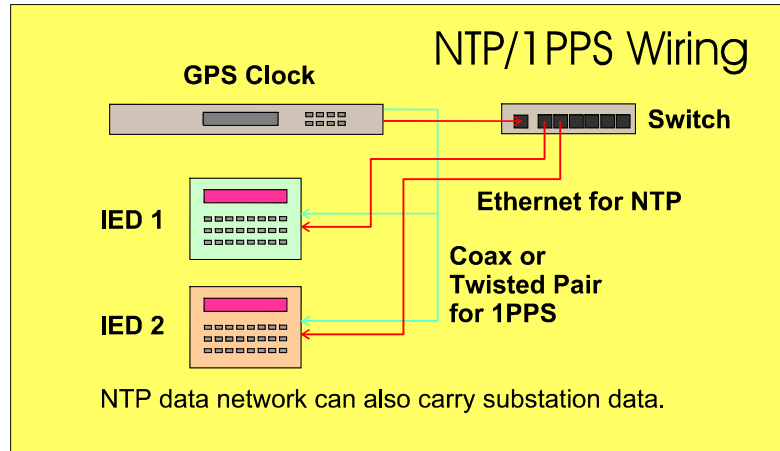 NTP/1PPS Wiring
GPS Clock
Switch
IED 1
Ethernet for NTP
Coax or
Twisted Pair
for 1PPS
IED 2
NTP data network can also carry substation data.